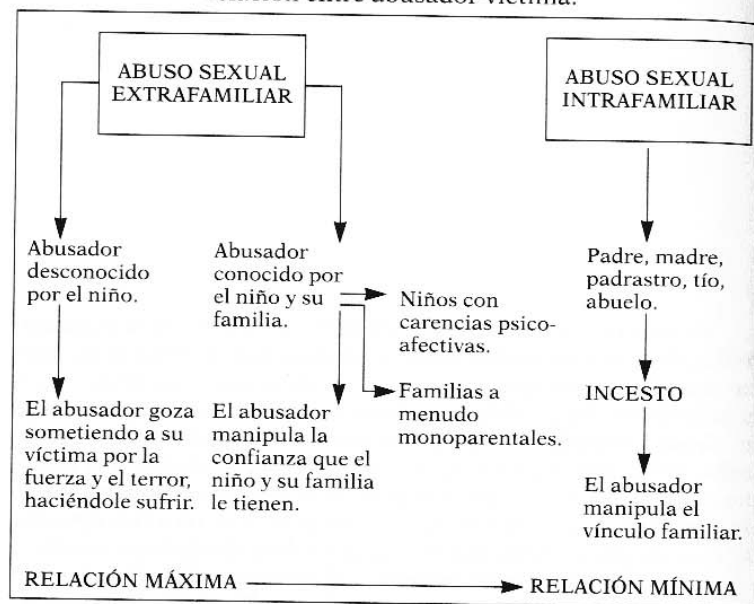 entre abusador víctima.
ABUSO SEXUAL
EXTRAFAMILIAR
ABUSO SEXUAL
INTRAFAMILIAR
Abusador
desconocido
por el niño.
Abusador
conocido por
el niño y su
familia.
Niños con
carencias psico-
afectivas.
Familias a
menudo
monoparentales.
Padre, madre,
padrastro, tío,
abuelo.
INCESTO
El abusador goza
sometiendo a su
víctima por la
fuerza y el terror,
haciéndole sufrir.
El abusador
manipula la
confianza que el
niño y su familia
le tienen.
El abusador
manipula el
vínculo familiar.
RELACIÓN MÁXIMA
RELACIÓN MÍNIMA